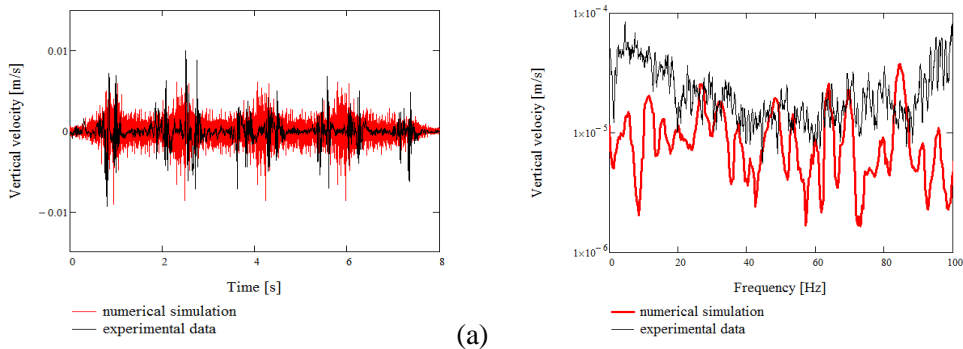 Vertical velocity [m/s]
0.01
0
−0.01
0 2 4 6 8
Time [s]
numerical simulation
experimental data
(a)
Vertical velocity [m/s]
1×10⁻⁴
1×10⁻⁵
1×10⁻⁶
0 20 40 60 80 100
Frequency [Hz]
numerical simulation
experimental data